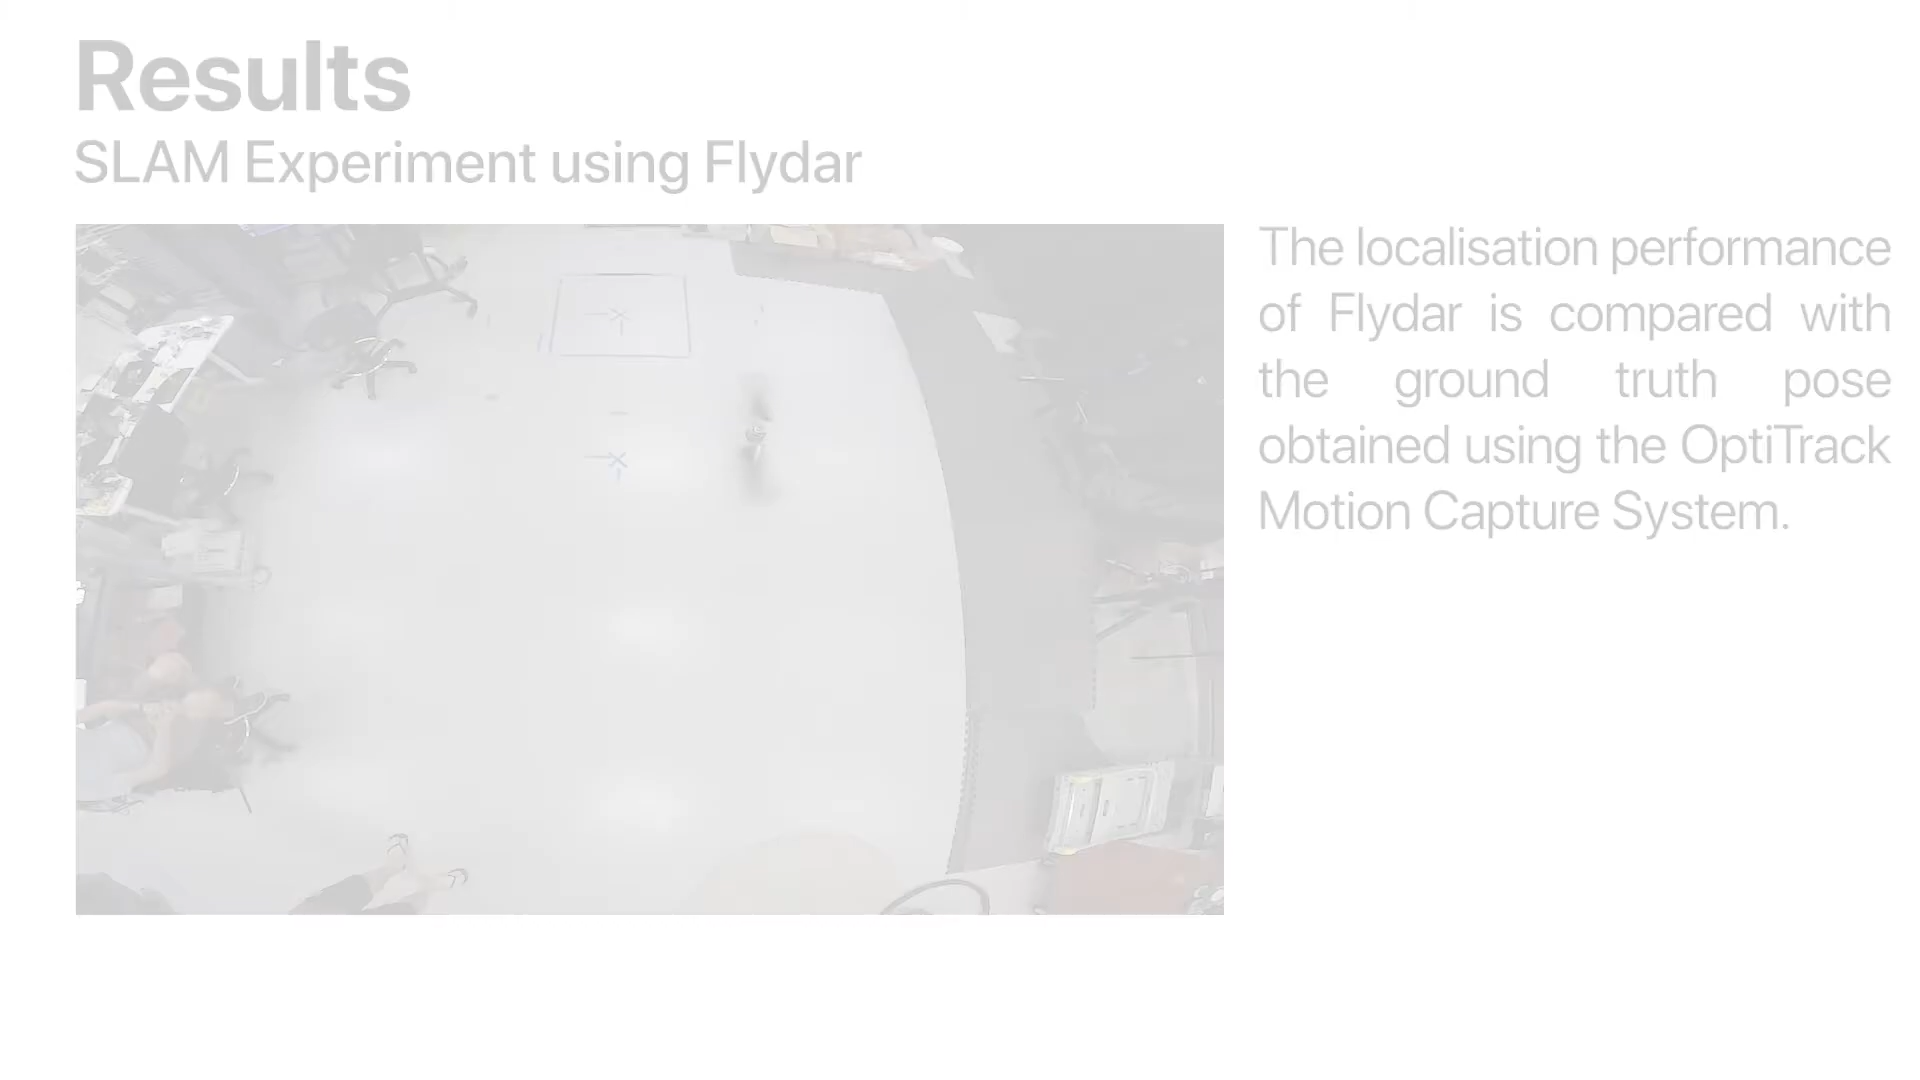 Results
SLAM Experiment using Flydar
The localisation performance
of Flydar is compared with
the ground truth pose
obtained using the OptiTrack
Motion Capture System.